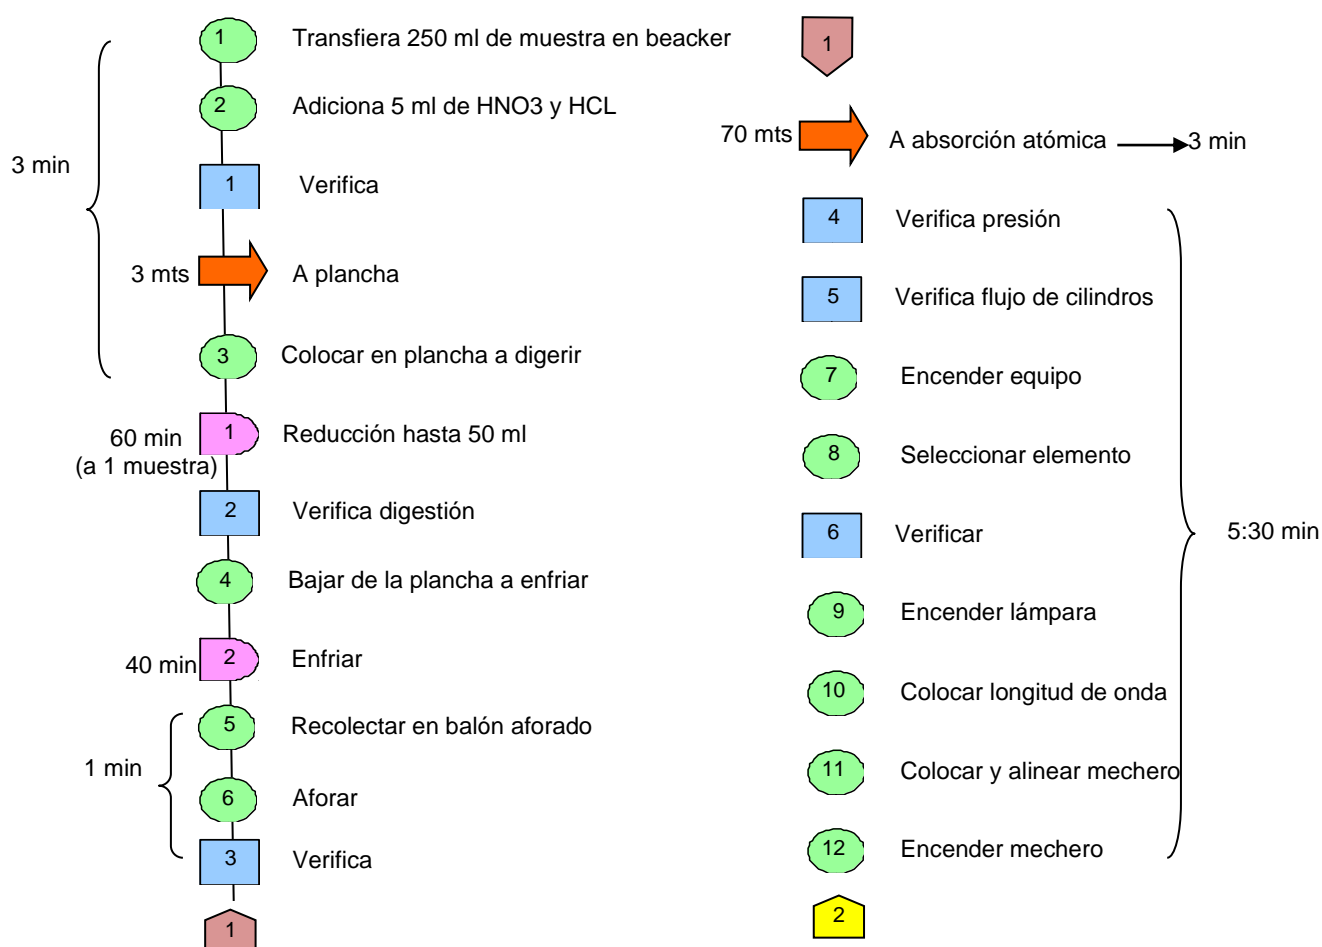 1 Transfiera 250 ml de muestra en beacker
2 Adiciona 5 ml de HNO3 y HCL
3 min
1 Verifica
3 mts A plancha
3 Colocar en plancha a digerir
60 min
(a 1 muestra)
1 Reducción hasta 50 ml
2 Verifica digestión
4 Bajar de la plancha a enfriar
40 min 2 Enfriar
5 Recolectar en balón aforado
1 min
6 Aforar
3 Verifica
1
1
70 mts A absorción atómica 3 min
4 Verifica presión
5 Verifica flujo de cilindros
7 Encender equipo
8 Seleccionar elemento
6 Verificar
5:30 min
9 Encender lámpara
10 Colocar longitud de onda
11 Colocar y alinear mechero
12 Encender mechero
2